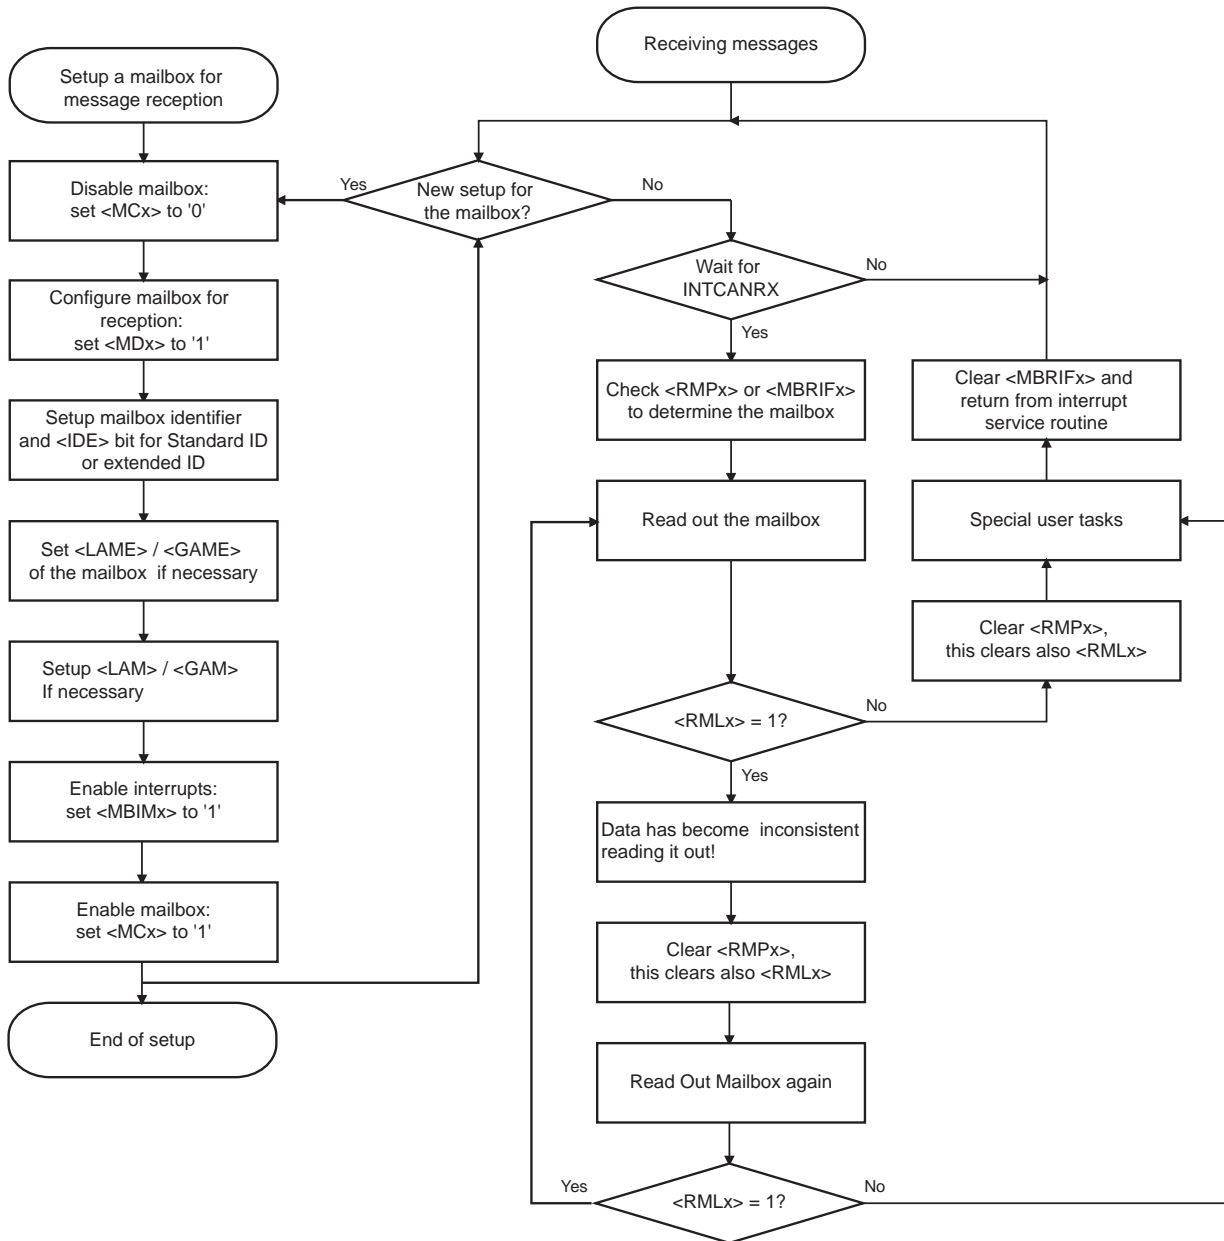 Setup a mailbox for
message reception
Disable mailbox:
set <MCx> to '0'
Configure mailbox for
reception:
set <MDx> to '1'
Setup mailbox identifier
and <IDE> bit for Standard ID
or extended ID
Set <LAME> / <GAME>
of the mailbox if necessary
Setup <LAM> / <GAM>
If necessary
Enable interrupts:
set <MBIMx> to '1'
Enable mailbox:
set <MCx> to '1'
End of setup
Receiving messages
Yes
New setup for
the mailbox?
No
Wait for
INTCANRX
No
Yes
Check <RMPx> or <MBRIFx>
to determine the mailbox
Read out the mailbox
<RMLx> = 1?
No
Yes
Data has become inconsistent
reading it out!
Clear <RMPx>,
this clears also <RMLx>
Read Out Mailbox again
Yes
<RMLx> = 1?
No
Clear <MBRIFx> and
return from interrupt
service routine
Special user tasks
Clear <RMPx>,
this clears also <RMLx>